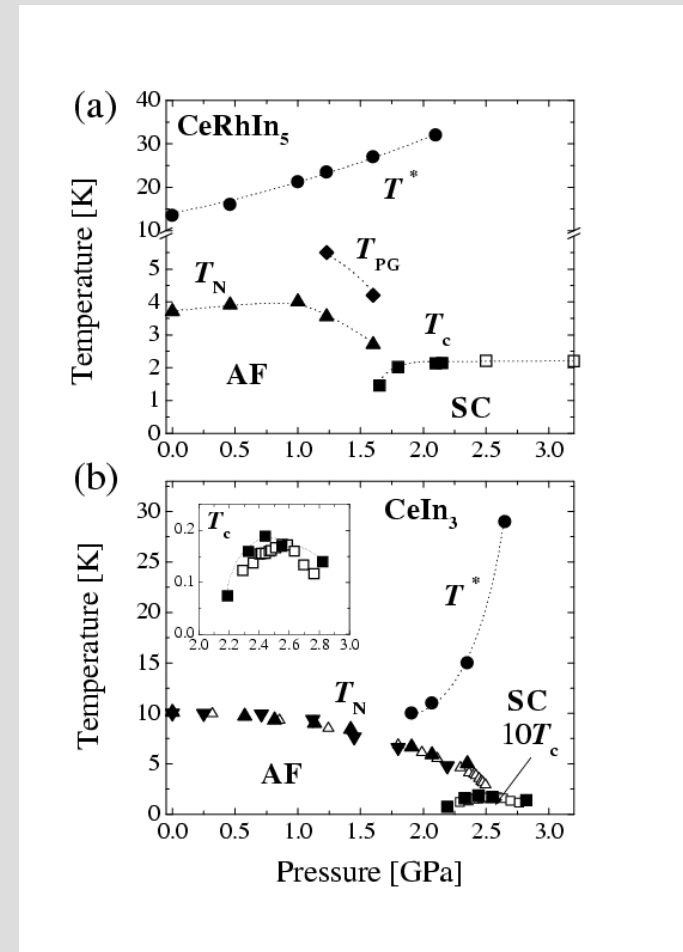 (a)
CeRhIn5
Temperature [K]
40
30
20
10
5
4
3
2
1
0
T*
TPG
TN
Tc
AF
SC
0.0 0.5 1.0 1.5 2.0 2.5 3.0
(b)
CeIn3
Temperature [K]
30
25
20
15
10
5
0
Tc
0.2
0.1
0.0
2.0 2.2 2.4 2.6 2.8 3.0
T*
TN
SC
10Tc
AF
0.0 0.5 1.0 1.5 2.0 2.5 3.0
Pressure [GPa]